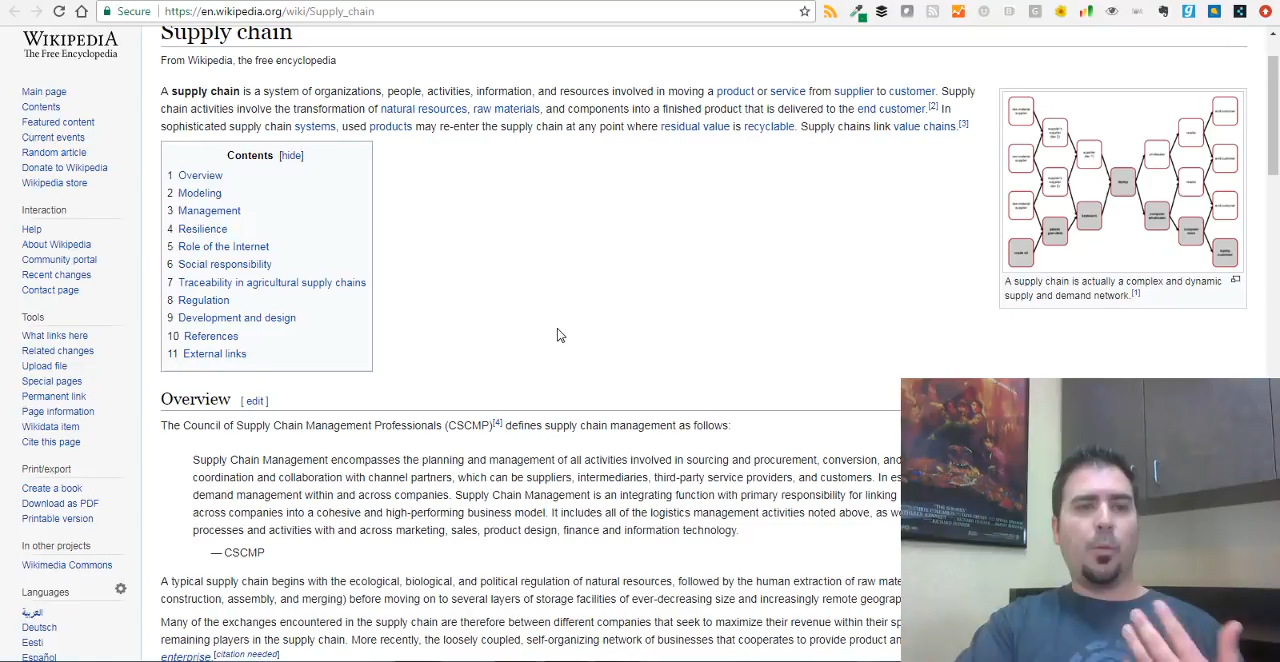 Secure
https://en.wikipedia.org/wiki/Supply_chain
WIKIPEDIA
The Free Encyclopedia
Main page
Contents
Featured content
Current events
Random article
Donate to Wikipedia
Wikipedia store
Interaction
Help
About Wikipedia
Community portal
Recent changes
Contact page
Tools
What links here
Related changes
Upload file
Special pages
Permanent link
Page information
Wikidata item
Cite this page
Print/export
Create a book
Download as PDF
Printable version
In other projects
Wikimedia Commons
Languages
العربية
Deutsch
Eesti
Español
Supply chain
From Wikipedia, the free encyclopedia
A supply chain is a system of organizations, people, activities, information, and resources involved in moving a product or service from supplier to customer. Supply
chain activities involve the transformation of natural resources, raw materials, and components into a finished product that is delivered to the end customer.[2] In
sophisticated supply chain systems, used products may re-enter the supply chain at any point where residual value is recyclable. Supply chains link value chains.[3]
Contents [hide]
1 Overview
2 Modeling
3 Management
4 Resilience
5 Role of the Internet
6 Social responsibility
7 Traceability in agricultural supply chains
8 Regulation
9 Development and design
10 References
11 External links
A supply chain is actually a complex and dynamic
supply and demand network.[1]
Overview [ edit ]
The Council of Supply Chain Management Professionals (CSCMP)[4] defines supply chain management as follows:
Supply Chain Management encompasses the planning and management of all activities involved in sourcing and procurement, conversion, and
coordination and collaboration with channel partners, which can be suppliers, intermediaries, third-party service providers, and customers. In es
demand management within and across companies. Supply Chain Management is an integrating function with primary responsibility for linking
across companies into a cohesive and high-performing business model. It includes all of the logistics management activities noted above, as w
processes and activities with and across marketing, sales, product design, finance and information technology.
— CSCMP
A typical supply chain begins with the ecological, biological, and political regulation of natural resources, followed by the human extraction of raw mate
construction, assembly, and merging) before moving on to several layers of storage facilities of ever-decreasing size and increasingly remote geograp
Many of the exchanges encountered in the supply chain are therefore between different companies that seek to maximize their revenue within their sp
remaining players in the supply chain. More recently, the loosely coupled, self-organizing network of businesses that cooperates to provide product an
enterprise.[citation needed]